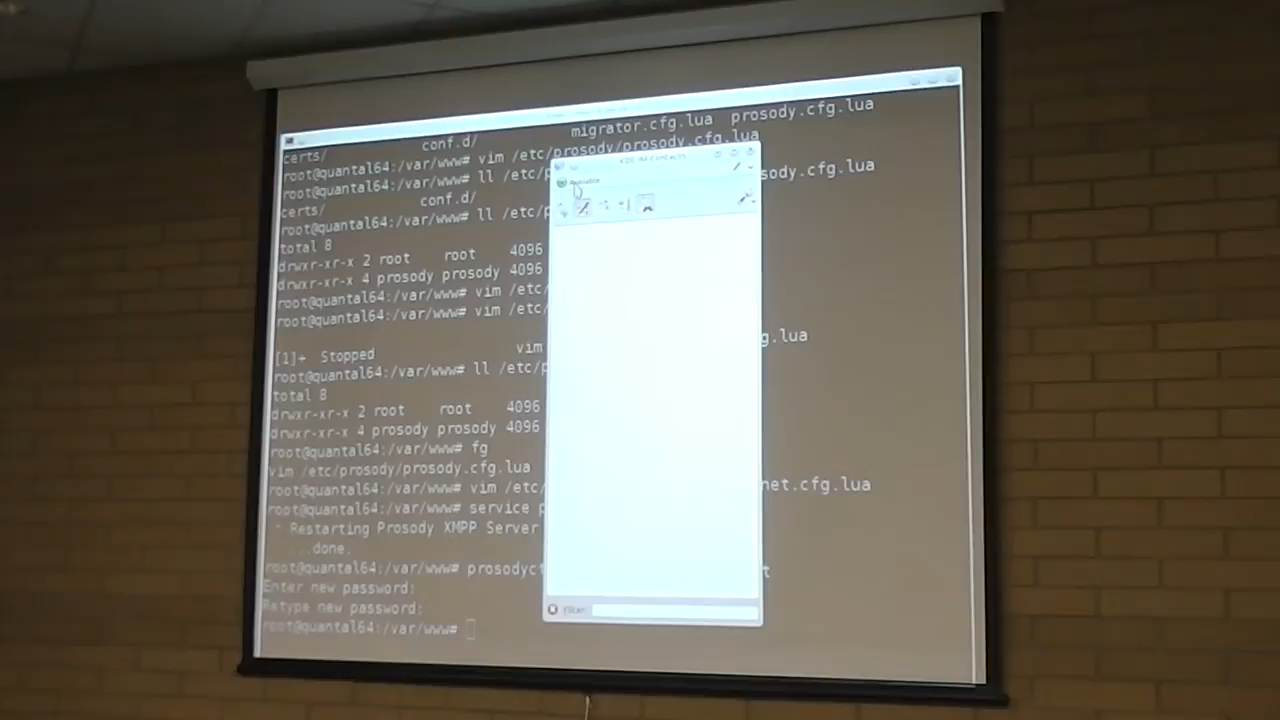 certs/ conf.d/ migrator.cfg.lua prosody.cfg.lua
root@quantal64:/var/www# vim /etc/prosody/prosody.cfg.lua
root@quantal64:/var/www# ll /etc/p sody.cfg.lua
certs/ conf.d/
root@quantal64:/var/www# ll /etc/p
total 8
drwxr-xr-x 2 root root 4096
drwxr-xr-x 4 prosody prosody 4096
root@quantal64:/var/www# vim /etc/
root@quantal64:/var/www# vim /etc/
[1]+ Stopped vim g.lua
root@quantal64:/var/www# ll /etc/p
total 8
drwxr-xr-x 2 root root 4096
drwxr-xr-x 4 prosody prosody 4096
root@quantal64:/var/www# fg
vim /etc/prosody/prosody.cfg.lua
root@quantal64:/var/www# vim /etc/ net.cfg.lua
root@quantal64:/var/www# service p
* Restarting Prosody XMPP Server
...done.
root@quantal64:/var/www# prosodyct t
Enter new password:
Retype new password:
root@quantal64:/var/www#
KDE IM Contacts
Available
Filter: